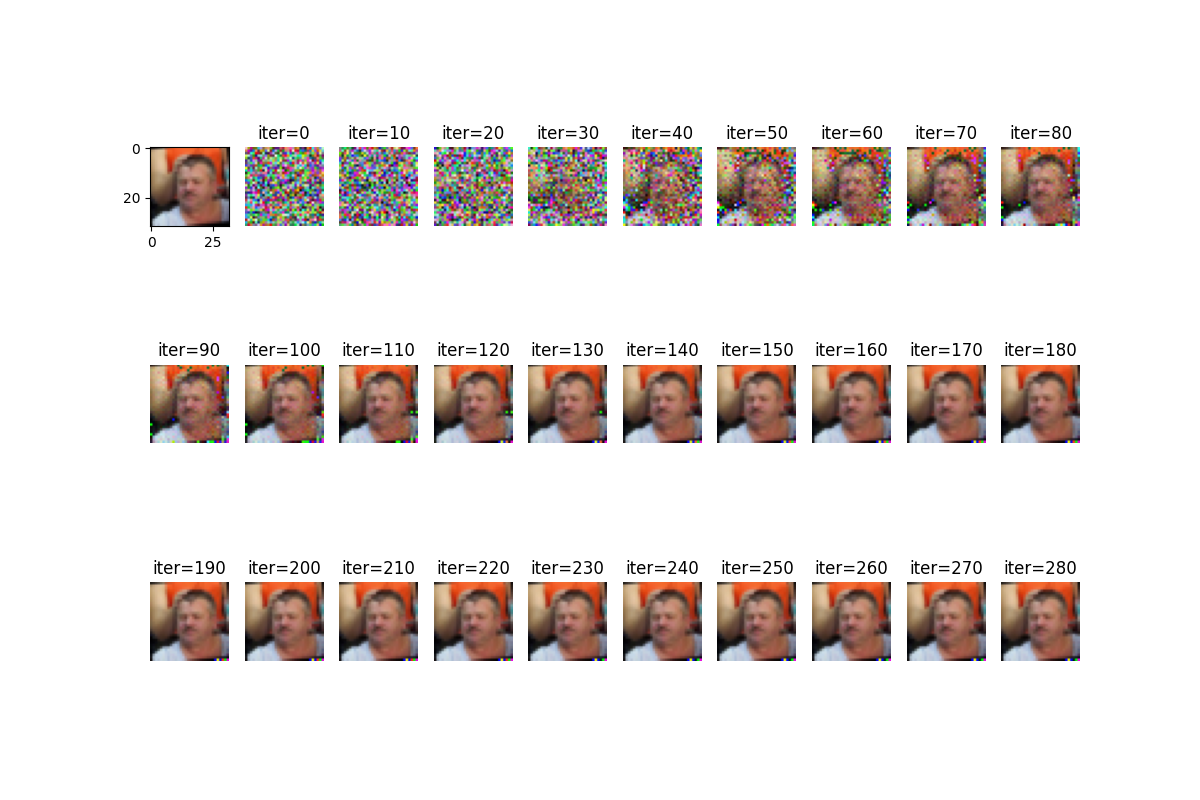 iter=0 iter=10 iter=20 iter=30 iter=40 iter=50 iter=60 iter=70 iter=80
0
20
0 25
iter=90 iter=100 iter=110 iter=120 iter=130 iter=140 iter=150 iter=160 iter=170 iter=180
iter=190 iter=200 iter=210 iter=220 iter=230 iter=240 iter=250 iter=260 iter=270 iter=280